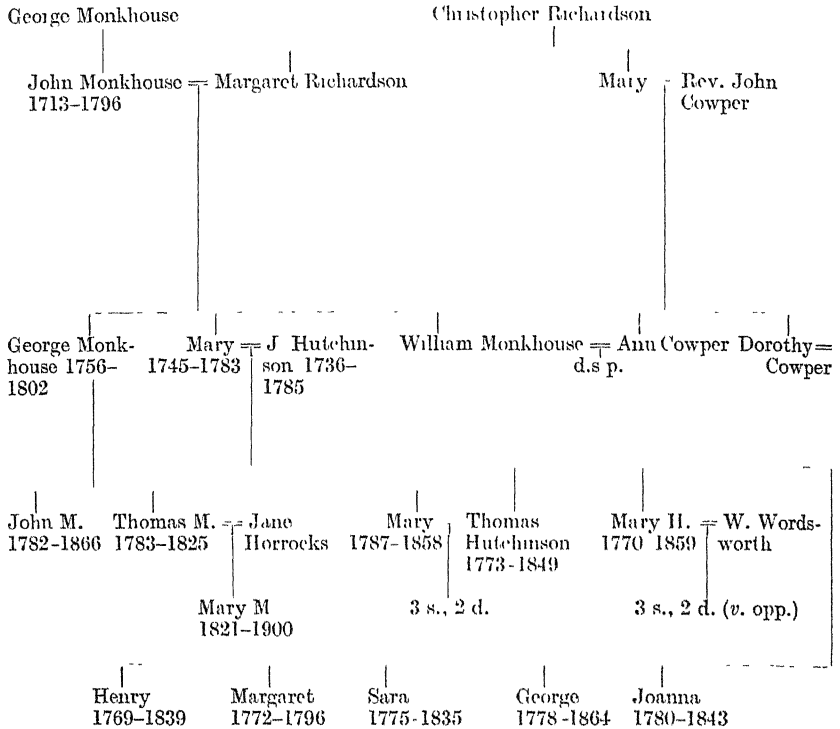 George Monkhouse
Christopher Richardson
John Monkhouse = Margaret Richardson
1713–1796
Mary - Rev. John
Cowper
George Monk-
house 1756–
1802
Mary = J Hutchin-
1745–1783 son 1736–
1785
William Monkhouse = Ann Cowper
d.s p.
Dorothy=
Cowper
John M.
1782–1866
Thomas M. = Jane
1783–1825 Horrocks
Mary
1787–1858
Thomas
Hutchinson
1773-1849
Mary H. = W. Words-
1770 1859 worth
Mary M
1821–1900
3 s., 2 d.
3 s., 2 d. (v. opp.)
Henry
1769–1839
Margaret
1772–1796
Sara
1775-1835
George
1778-1864
Joanna
1780–1843